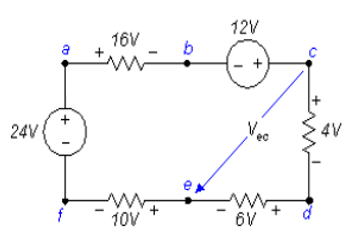 12V
16V
a + - b - + c
+
24V + - V_ec 4V
-
f - + e - + d
10V 6V